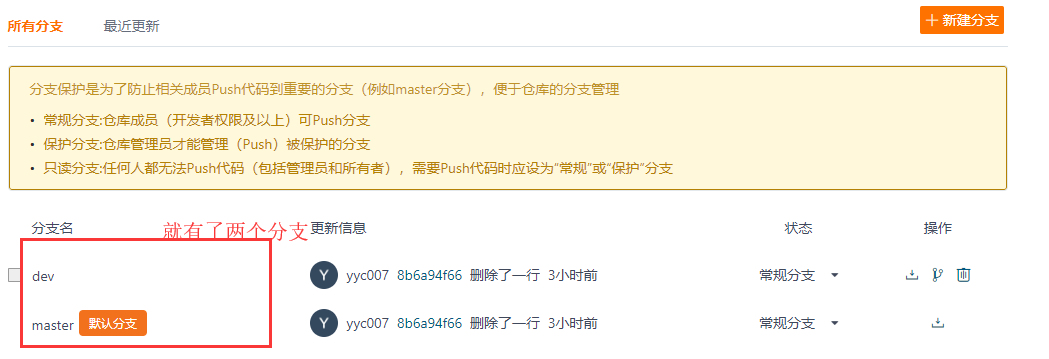 所有分支 最近更新 新建分支
分支保护是为了防止相关成员Push代码到重要的分支（例如master分支），便于仓库的分支管理
• 常规分支:仓库成员（开发者权限及以上）可Push分支
• 保护分支:仓库管理员才能管理（Push）被保护的分支
• 只读分支:任何人都无法Push代码（包括管理员和所有者），需要Push代码时应设为“常规”或“保护”分支
分支名 就有了两个分支 更新信息 状态 操作
dev Y yyc007 8b6a94f66 删除了一行 3小时前 常规分支
master 默认分支 Y yyc007 8b6a94f66 删除了一行 3小时前 常规分支